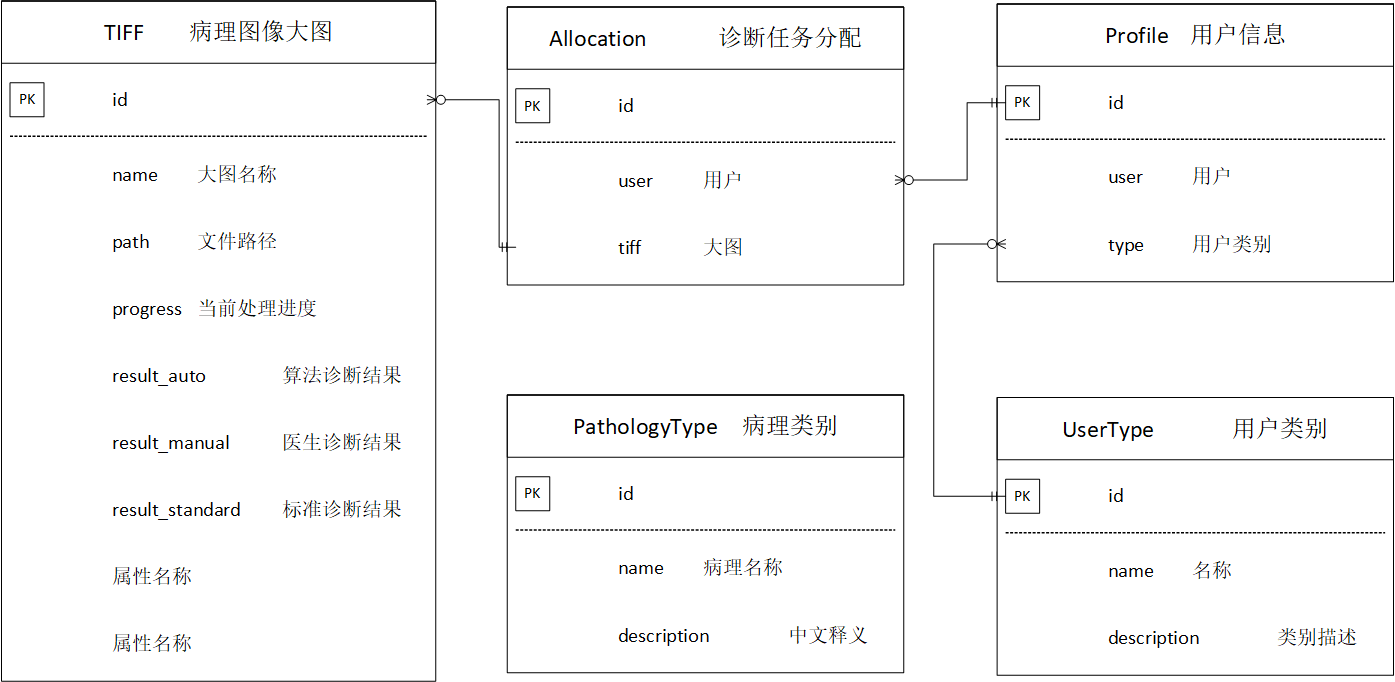 TIFF 病理图像大图
PK id
name 大图名称
path 文件路径
progress 当前处理进度
result_auto 算法诊断结果
result_manual 医生诊断结果
result_standard 标准诊断结果
属性名称
属性名称
Allocation 诊断任务分配
PK id
user 用户
tiff 大图
Profile 用户信息
PK id
user 用户
type 用户类别
PathologyType 病理类别
PK id
name 病理名称
description 中文释义
UserType 用户类别
PK id
name 名称
description 类别描述